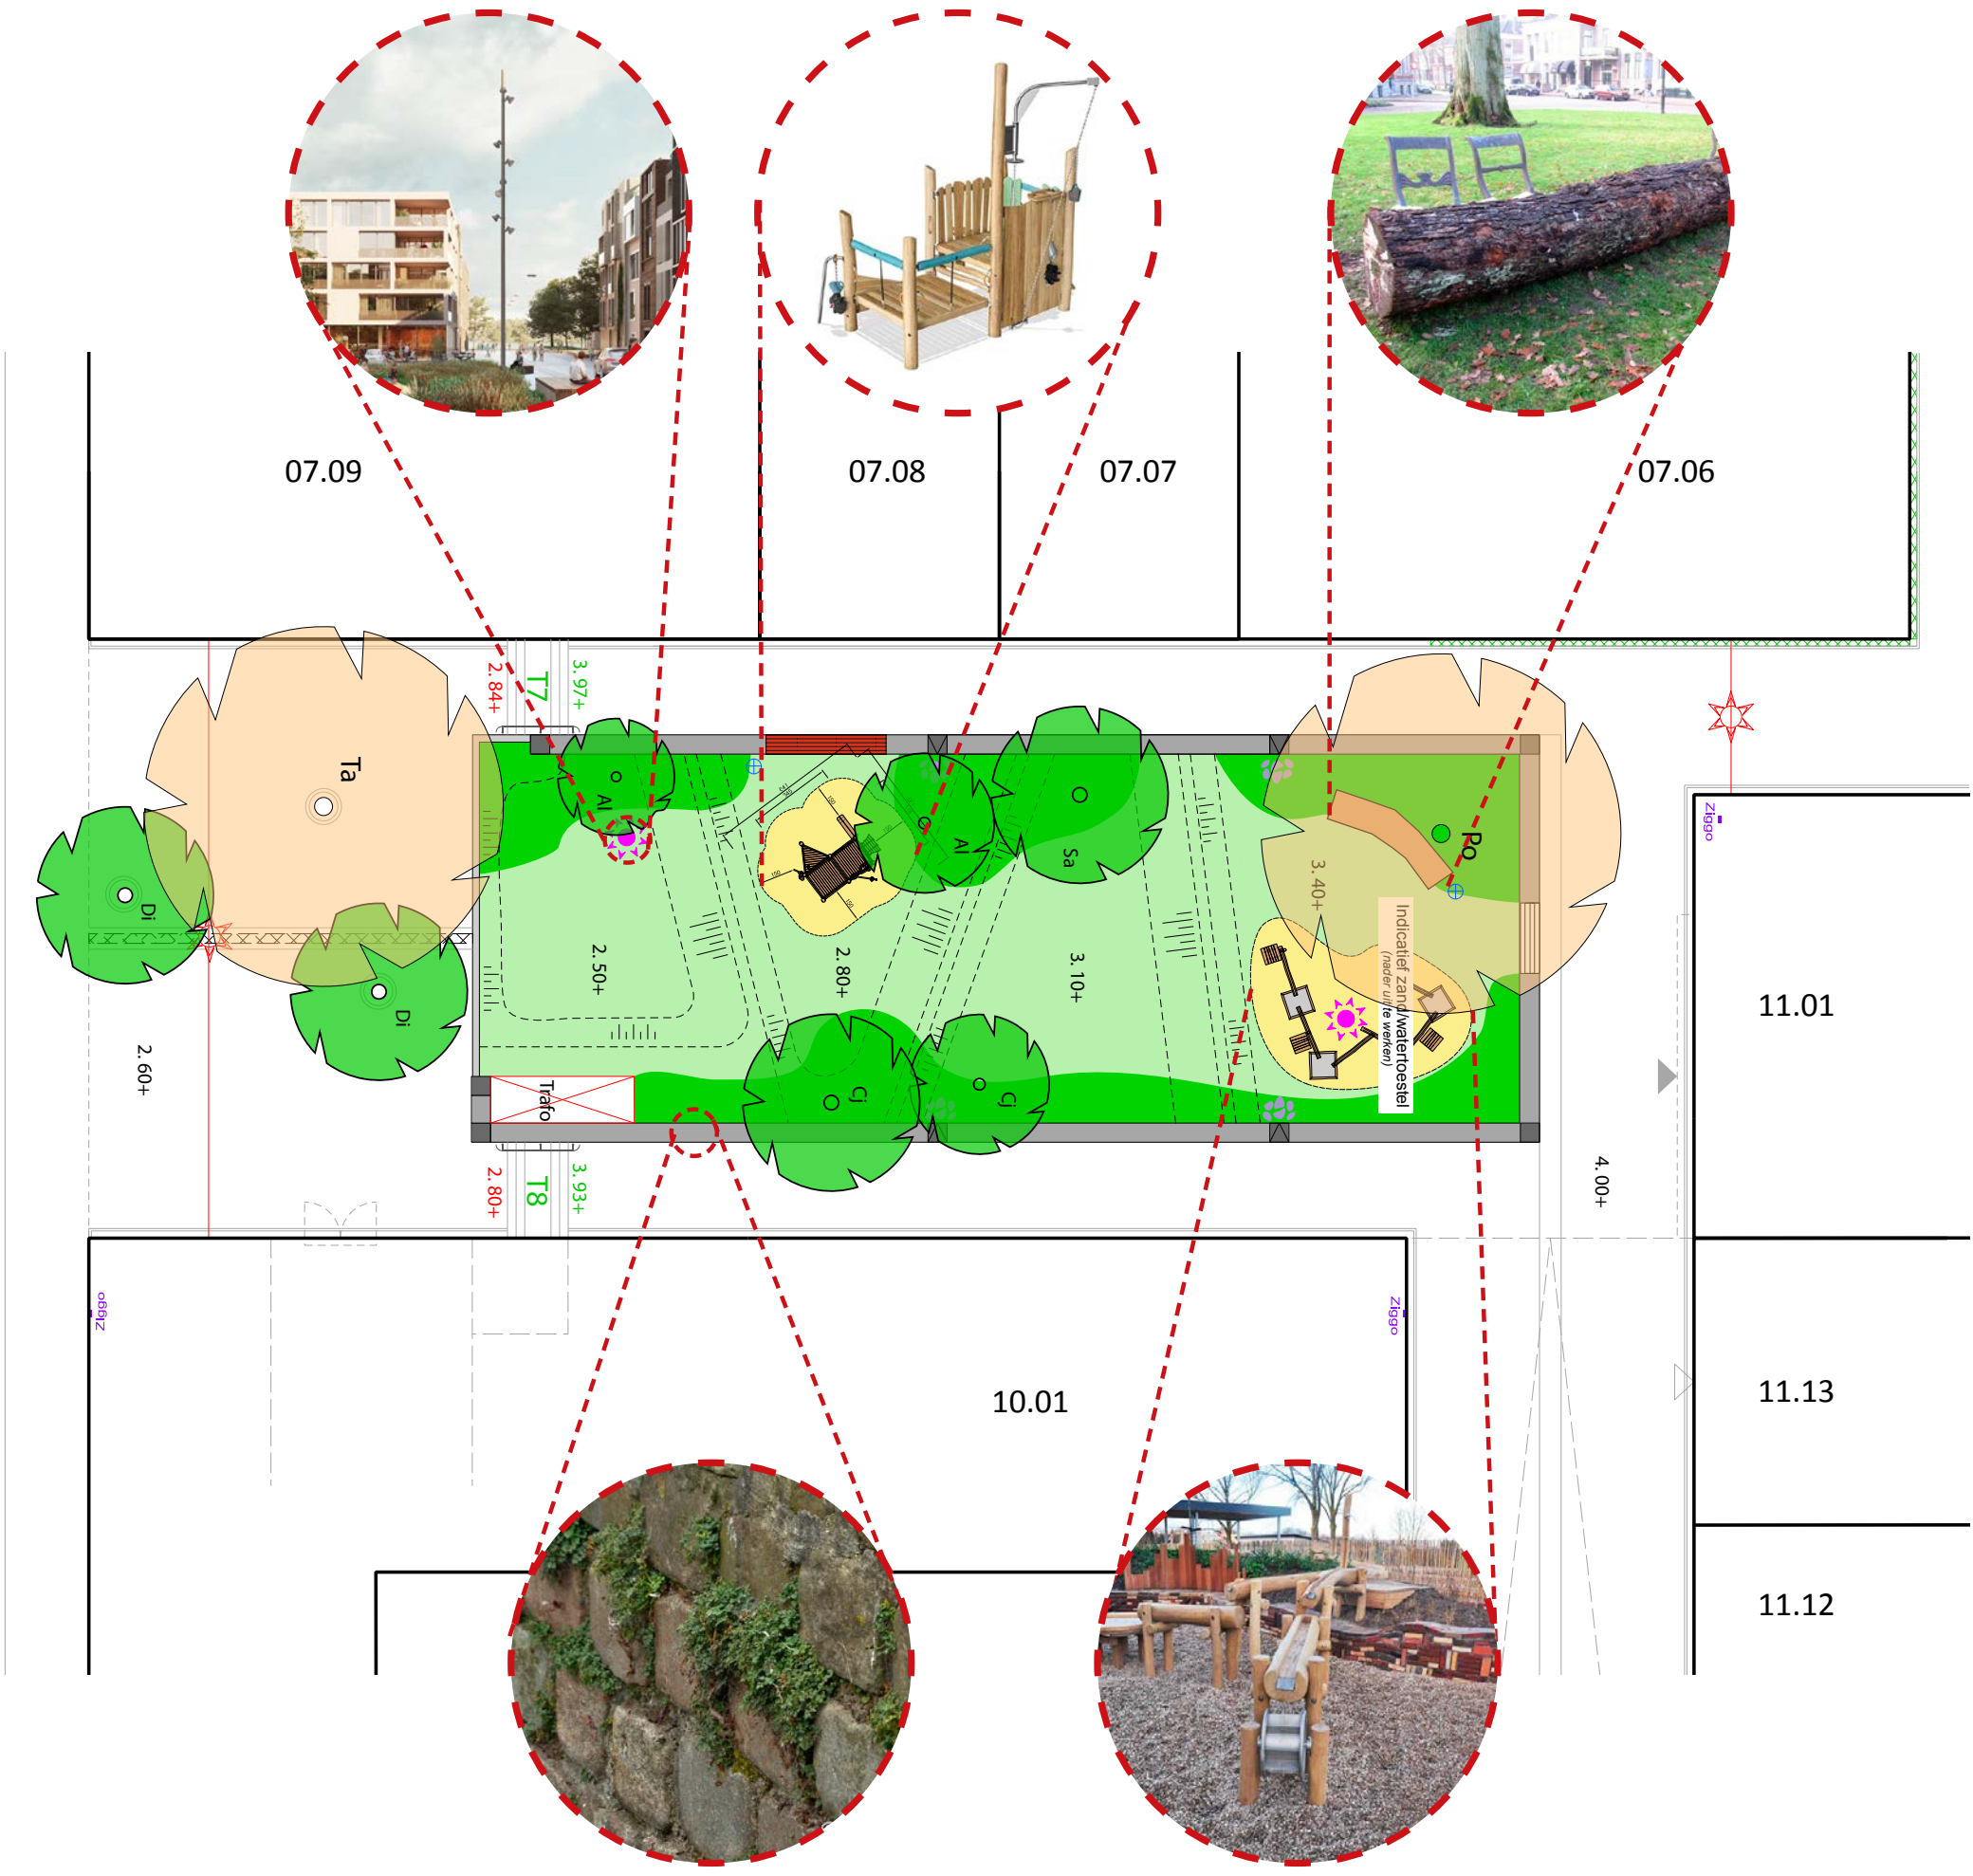 07.09
07.08
07.07
07.06
2.84+
T7
3.97+
Ta
Al
Al
Sa
Po
Ziggo
Di
Di
2.50+
2.80+
3.10+
3.40+
Indicatief zand/watertoestel
(nader uit te werken)
11.01
2.60+
Trafo
Cj
Cj
2.80+
T8
3.93+
4.00+
Ziggo
Ziggo
10.01
11.13
11.12